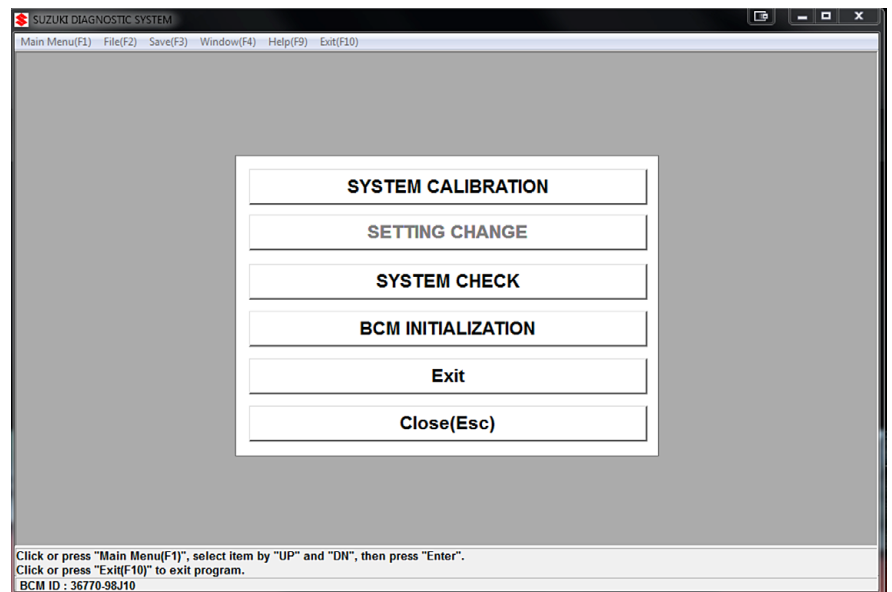 SUZUKI DIAGNOSTIC SYSTEM
Main Menu(F1) File(F2) Save(F3) Window(F4) Help(F9) Exit(F10)
SYSTEM CALIBRATION
SETTING CHANGE
SYSTEM CHECK
BCM INITIALIZATION
Exit
Close(Esc)
Click or press "Main Menu(F1)", select item by "UP" and "DN", then press "Enter".
Click or press "Exit(F10)" to exit program.
BCM ID : 36770-98J10